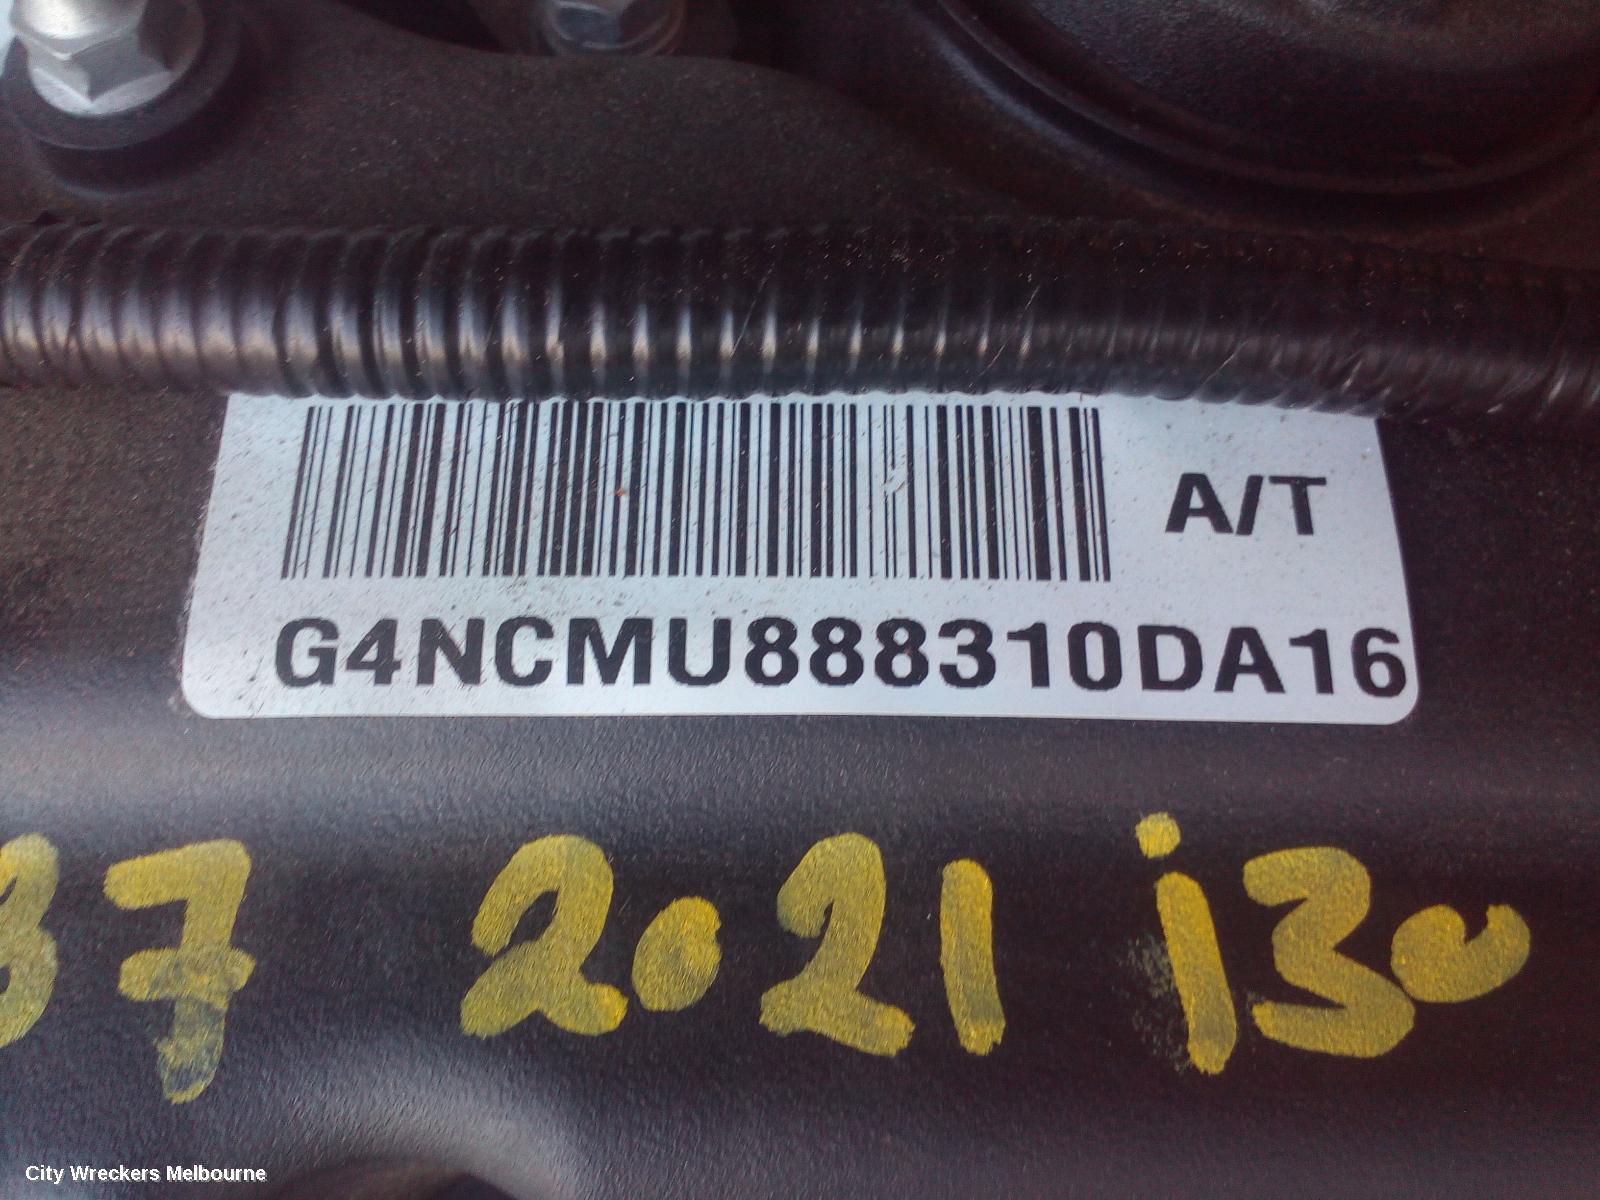 A/T
G4NCMU888310DA16
37 2021 i30
City Wreckers Melbourne